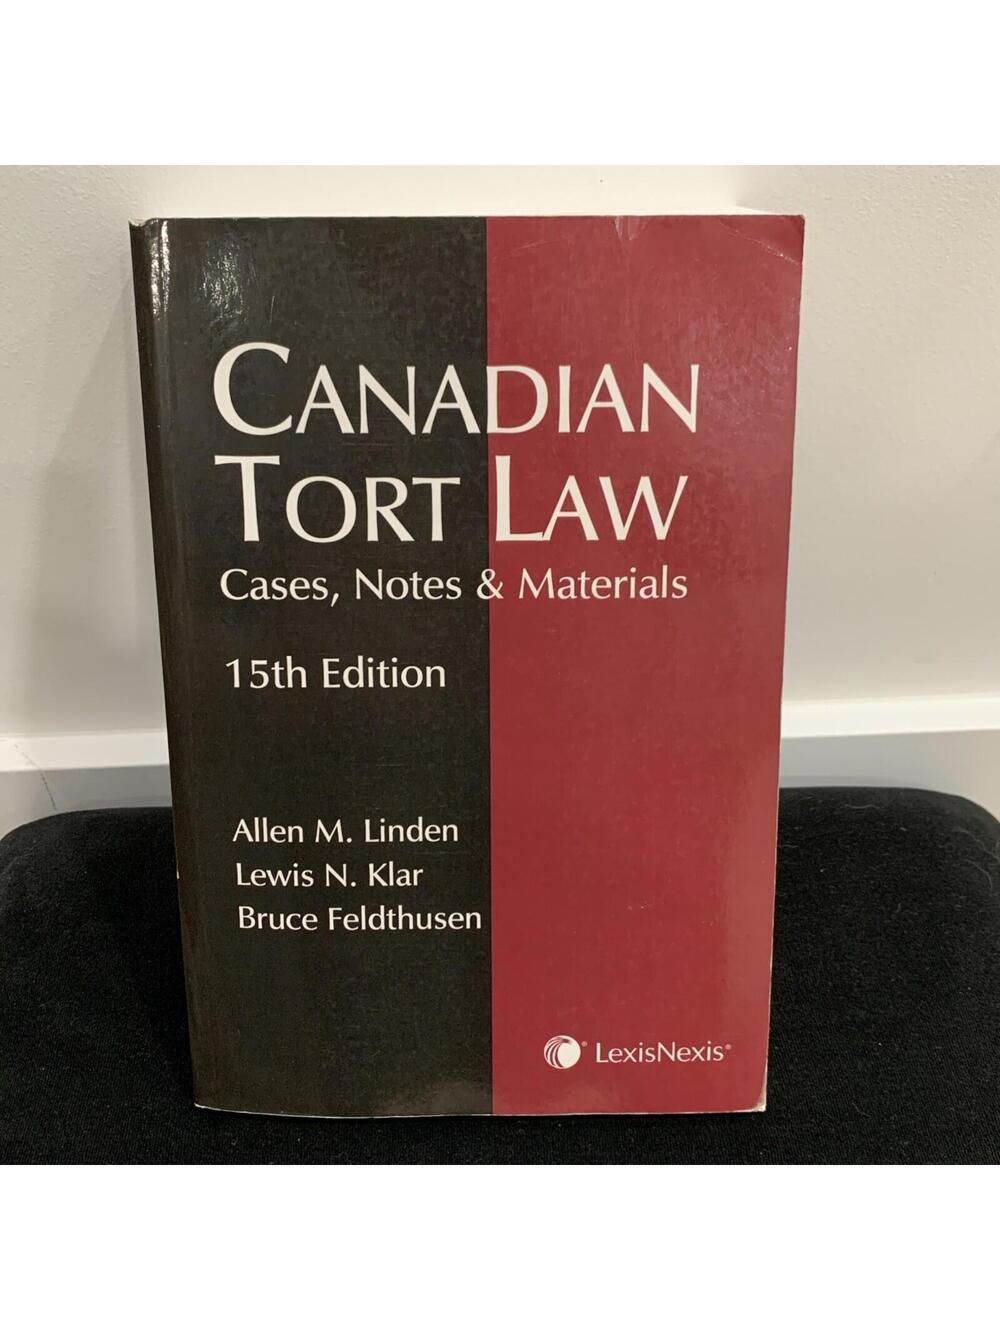 CANADIAN
TORT LAW
Cases, Notes & Materials
15th Edition
Allen M. Linden
Lewis N. Klar
Bruce Feldthusen
® LexisNexis®